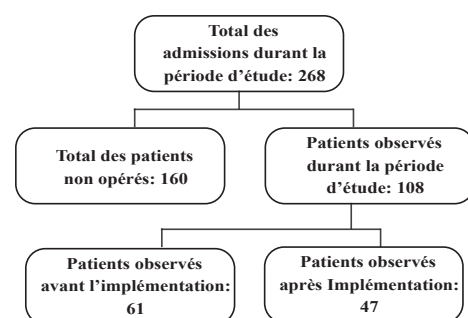 Total des
admissions durant la
période d'étude: 268
Total des patients
non opérés: 160
Patients observés
durant la période
d'étude: 108
Patients observés
avant l'implémentation:
61
Patients observés
après Implémentation:
47